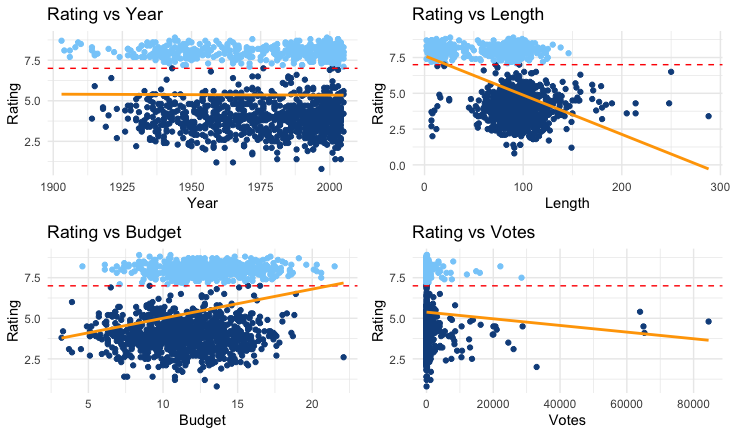 Rating vs Year
Rating
7.5
5.0
2.5
1900
1925
1950
1975
2000
Year
Rating vs Length
Rating
7.5
5.0
2.5
0.0
0
100
200
300
Length
Rating vs Budget
Rating
7.5
5.0
2.5
5
10
15
20
Budget
Rating vs Votes
Rating
7.5
5.0
2.5
0
20000
40000
60000
80000
Votes